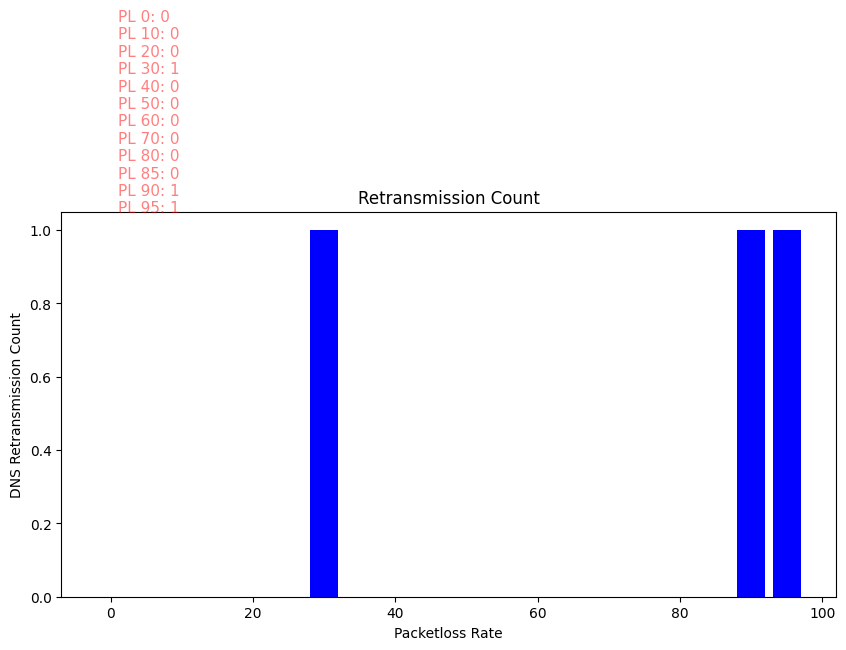 PL 0: 0
PL 10: 0
PL 20: 0
PL 30: 1
PL 40: 0
PL 50: 0
PL 60: 0
PL 70: 0
PL 80: 0
PL 85: 0
PL 90: 1
PL 95: 1
Retransmission Count
DNS Retransmission Count
1.0
0.8
0.6
0.4
0.2
0.0
0 20 40 60 80 100
Packetloss Rate